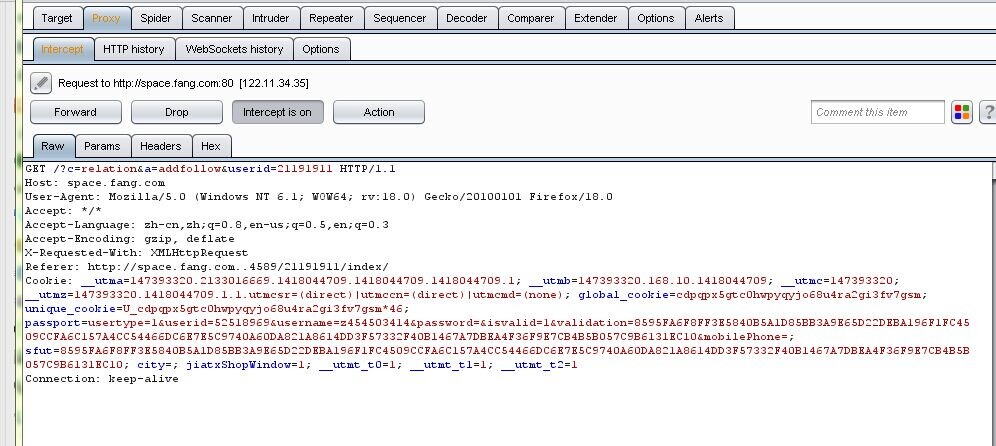 Target Proxy Spider Scanner Intruder Repeater Sequencer Decoder Comparer Extender Options Alerts
Intercept HTTP history WebSockets history Options
Request to http://space.fang.com:80 [122.11.34.35]
Forward Drop Intercept is on Action Comment this item ?
Raw Params Headers Hex
GET /?c=relation&a=addfollow&userid=21191911 HTTP/1.1
Host: space.fang.com
User-Agent: Mozilla/5.0 (Windows NT 6.1; WOW64; rv:18.0) Gecko/20100101 Firefox/18.0
Accept: */*
Accept-Language: zh-cn,zh;q=0.8,en-us;q=0.5,en;q=0.3
Accept-Encoding: gzip, deflate
X-Requested-With: XMLHttpRequest
Referer: http://space.fang.com..4589/21191911/index/
Cookie: __utma=147393320.2133016669.1418044709.1418044709.1418044709.1; __utmb=147393320.168.10.1418044709; __utmc=147393320;
__utmz=147393320.1418044709.1.1.utmcsr=(direct)|utmccn=(direct)|utmcmd=(none); global_cookie=cdpqpx5gtc0hwpyqyjo68u4ra2gi3fv7gsm;
unique_cookie=U_cdpqpx5gtc0hwpyqyjo68u4ra2gi3fv7gsm*46;
passport=usertype=1&userid=52518969&username=z454503414&password=&isvalid=1&validation=8595FA6F8FF3E5840B5A1D85BB3A9E65D22DEBA196F1FC45
09CCFA6C157A4CC54466DC6E7E5C9740A60DA821A8614DD3F57332F40B1467A7DBEA4F36F9E7CB4B5B057C9B6131EC10&mobilePhone=;
sfut=8595FA6F8FF3E5840B5A1D85BB3A9E65D22DEBA196F1FC4509CCFA6C157A4CC54466DC6E7E5C9740A60DA821A8614DD3F57332F40B1467A7DBEA4F36F9E7CB4B5B
057C9B6131EC10; city=; jiatxShopWindow=1; __utmt_t0=1; __utmt_t1=1; __utmt_t2=1
Connection: keep-alive